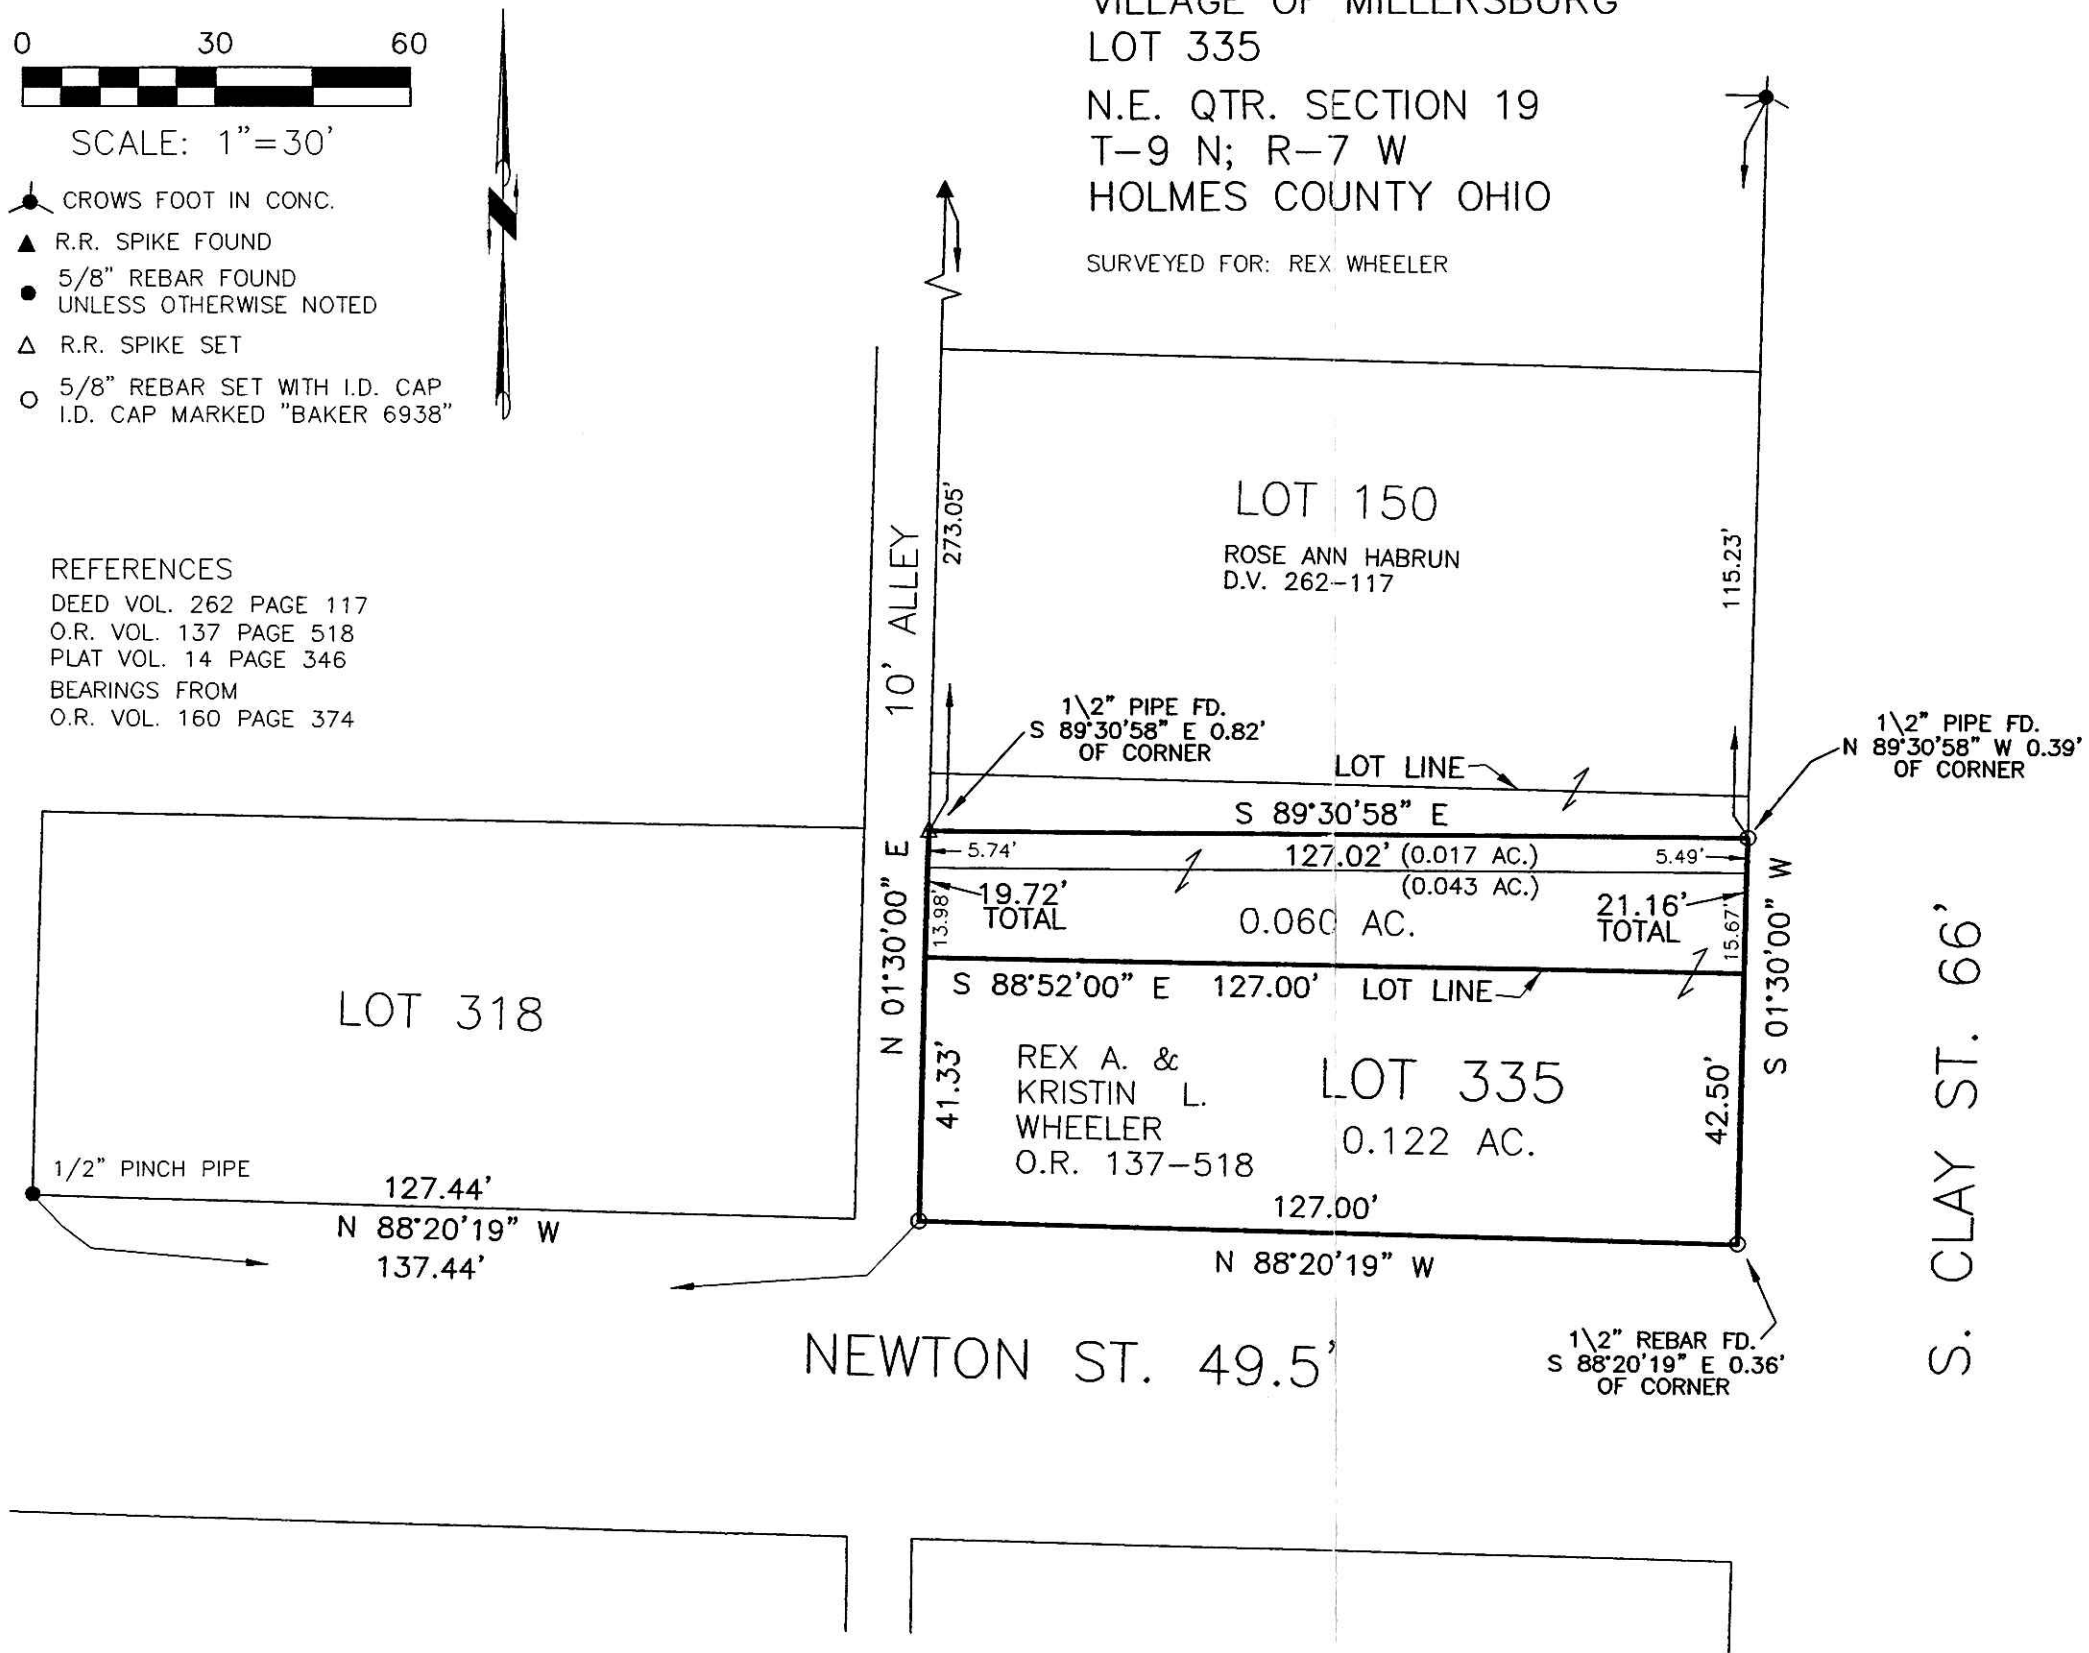 0 30 60
SCALE: 1"=30'
CROWS FOOT IN CONC.
R.R. SPIKE FOUND
5/8" REBAR FOUND
UNLESS OTHERWISE NOTED
R.R. SPIKE SET
5/8" REBAR SET WITH I.D. CAP
I.D. CAP MARKED "BAKER 6938"
VILLAGE OF MILLERSBURG
LOT 335
N.E. QTR. SECTION 19
T-9 N; R-7 W
HOLMES COUNTY OHIO
SURVEYED FOR: REX WHEELER
REFERENCES
DEED VOL. 262 PAGE 117
O.R. VOL. 137 PAGE 518
PLAT VOL. 14 PAGE 346
BEARINGS FROM
O.R. VOL. 160 PAGE 374
10' ALLEY
273.05'
LOT 150
ROSE ANN HABRUN
D.V. 262-117
115.23'
1\2" PIPE FD.
S 89°30'58" E 0.82'
OF CORNER
1\2" PIPE FD.
N 89°30'58" W 0.39'
OF CORNER
LOT LINE
S 89°30'58" E
5.74'
127.02' (0.017 AC.)
5.49'
(0.043 AC.)
19.72'
TOTAL
13.98'
0.060 AC.
21.16'
TOTAL
15.67'
N 01°30'00" E
S 01°30'00" W
S 88°52'00" E 127.00' LOT LINE
LOT 318
41.33'
REX A. &
KRISTIN L.
WHEELER
O.R. 137-518
LOT 335
0.122 AC.
42.50'
S. CLAY ST. 66'
1/2" PINCH PIPE
127.44'
N 88°20'19" W
137.44'
127.00'
N 88°20'19" W
NEWTON ST. 49.5'
1\2" REBAR FD.
S 88°20'19" E 0.36'
OF CORNER